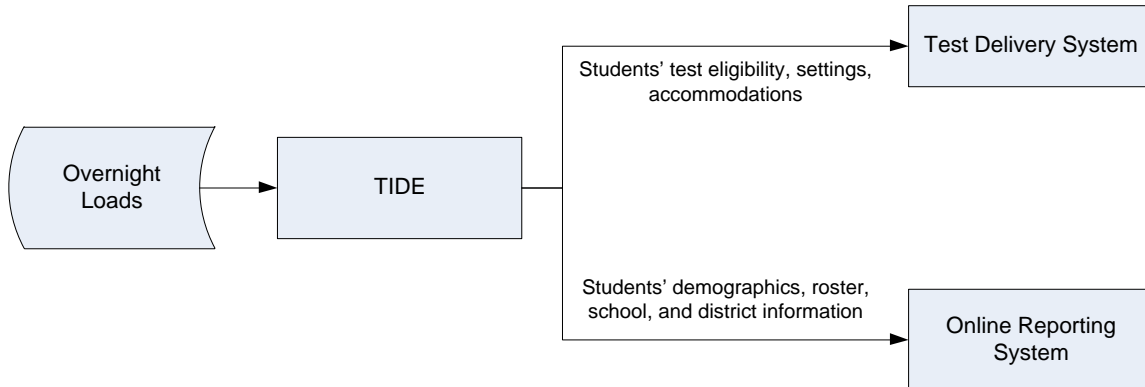 Test Delivery System
Students’ test eligibility, settings,
accommodations
Overnight
Loads
TIDE
Students’ demographics, roster,
school, and district information
Online Reporting
System